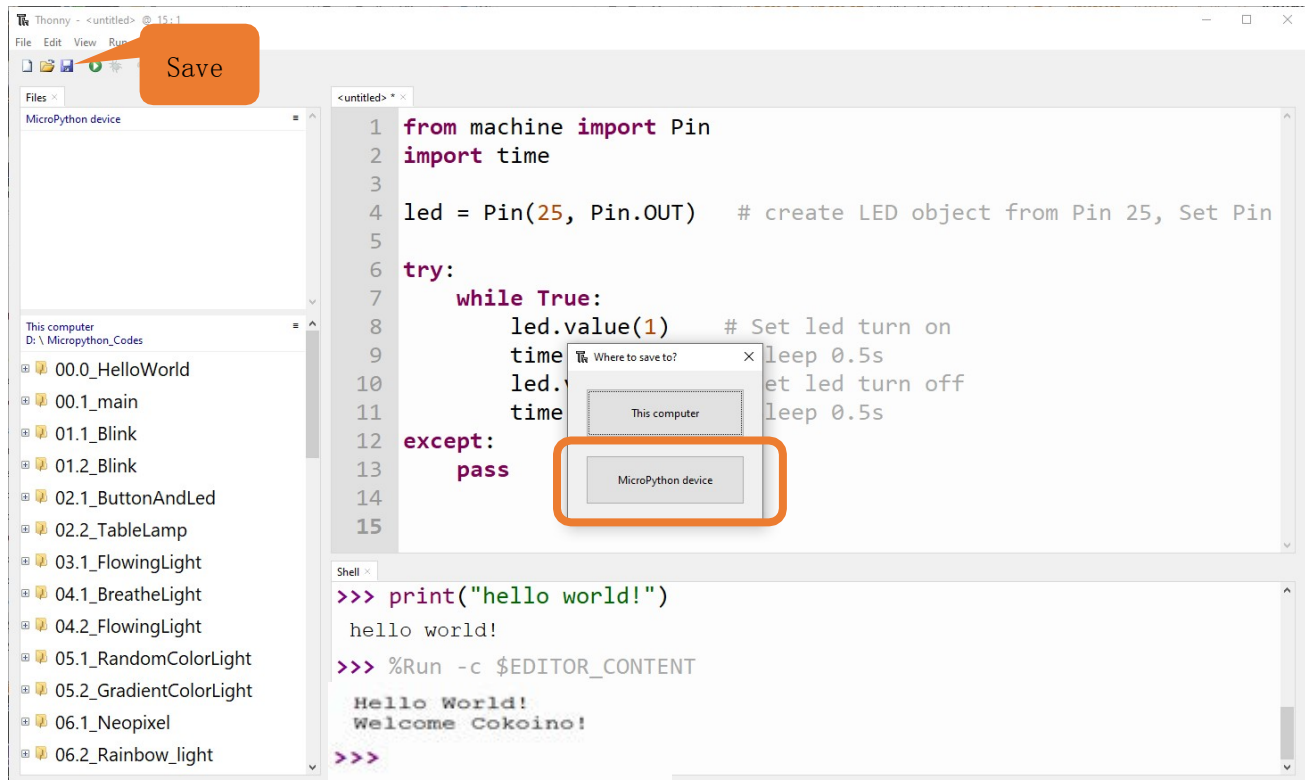 Thonny - <untitled> @ 15:1
File Edit View Run
Save
Files
MicroPython device
This computer
D: \ Micropython_Codes
00.0_HelloWorld
00.1_main
01.1_Blink
01.2_Blink
02.1_ButtonAndLed
02.2_TableLamp
03.1_FlowingLight
04.1_BreatheLight
04.2_FlowingLight
05.1_RandomColorLight
05.2_GradientColorLight
06.1_Neopixel
06.2_Rainbow_light
<untitled> *
1 from machine import Pin
2 import time
3
4 led = Pin(25, Pin.OUT)   # create LED object from Pin 25, Set Pin
5
6 try:
7     while True:
8         led.value(1)    # Set led turn on
9         time leep 0.5s
10         led. et led turn off
11         time leep 0.5s
12 except:
13     pass
14
15
Where to save to?
This computer
MicroPython device
Shell
>>> print("hello world!")
hello world!
>>> %Run -c $EDITOR_CONTENT
Hello World!
Welcome Cokoino!
>>>